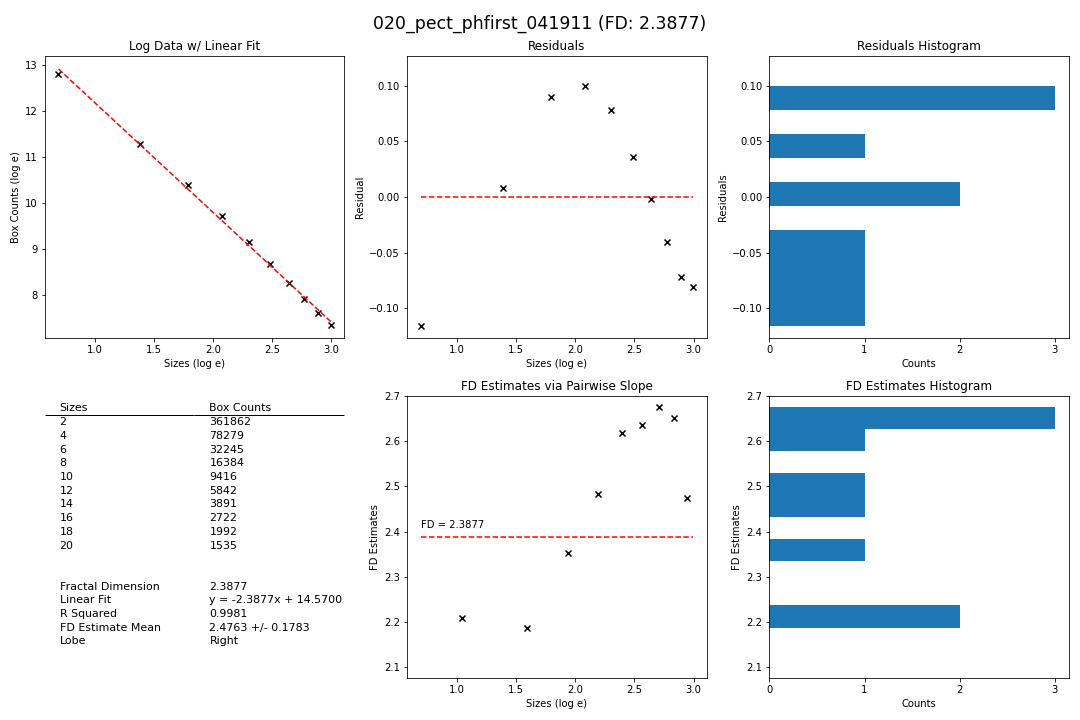 020_pect_phfirst_041911 (FD: 2.3877)
Log Data w/ Linear Fit
13
12
11
10
9
8
Box Counts (log e)
1.0 1.5 2.0 2.5 3.0
Sizes (log e)
Residuals
0.10
0.05
0.00
−0.05
−0.10
Residual
1.0 1.5 2.0 2.5 3.0
Sizes (log e)
Residuals Histogram
0.10
0.05
0.00
−0.05
−0.10
Residuals
0 1 2 3
Counts
Sizes Box Counts
2 361862
4 78279
6 32245
8 16384
10 9416
12 5842
14 3891
16 2722
18 1992
20 1535
Fractal Dimension 2.3877
Linear Fit y = -2.3877x + 14.5700
R Squared 0.9981
FD Estimate Mean 2.4763 +/- 0.1783
Lobe Right
FD Estimates via Pairwise Slope
2.7
2.6
2.5
2.4
2.3
2.2
2.1
FD Estimates
FD = 2.3877
1.0 1.5 2.0 2.5 3.0
Sizes (log e)
FD Estimates Histogram
2.7
2.6
2.5
2.4
2.3
2.2
2.1
FD Estimates
0 1 2 3
Counts